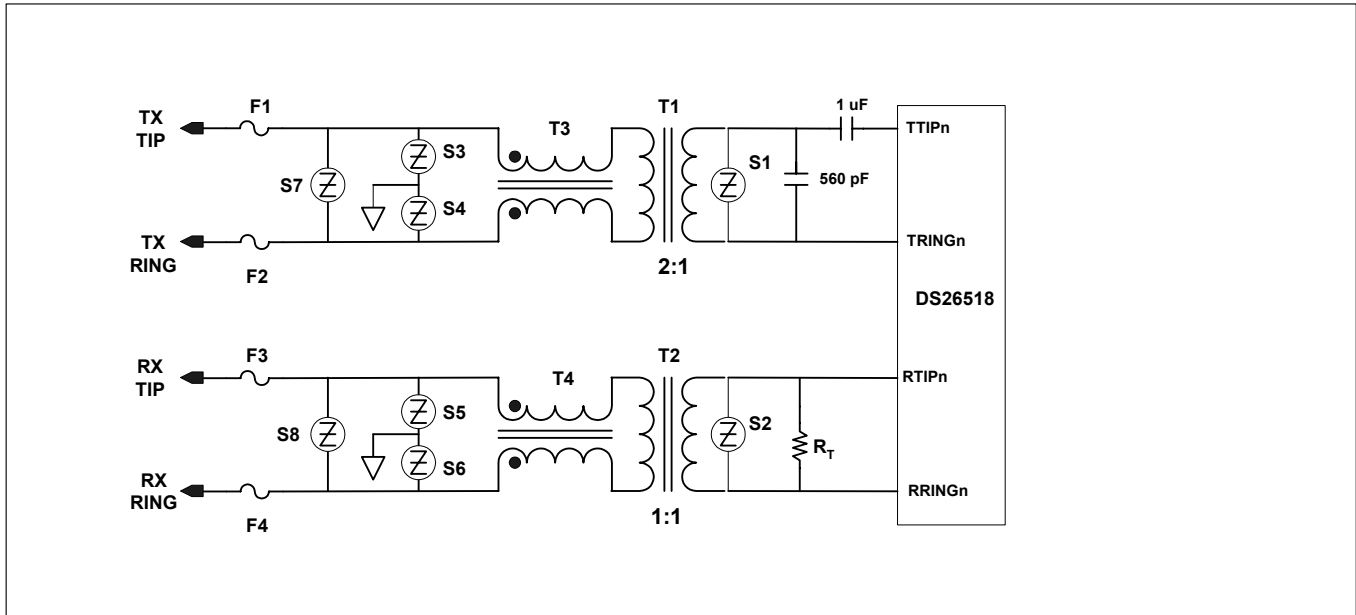 F1
TX
TIP
T3
T1
1 uF
TTIPn
S3
S7
S4
S1
560 pF
TX
RING
F2
2:1
TRINGn
DS26518
RX
TIP
F3
T4
T2
RTIPn
S5
S8
S6
S2
RT
RX
RING
F4
1:1
RRINGn